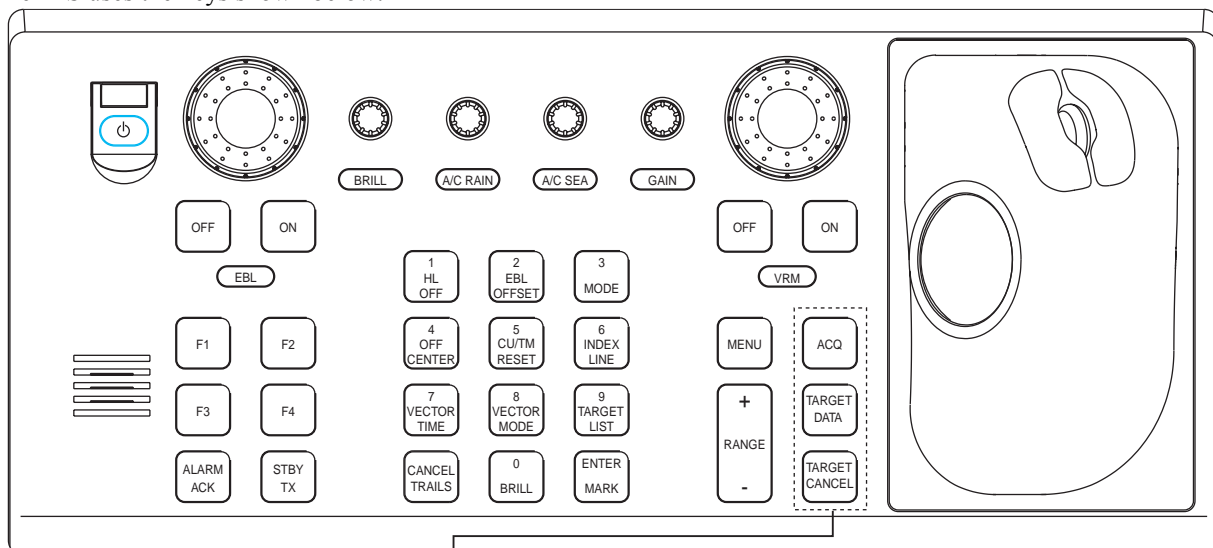 BRILL
A/C RAIN
A/C SEA
GAIN
OFF
ON
EBL
OFF
ON
VRM
1
HL
OFF
2
EBL
OFFSET
3
MODE
F1
F2
4
OFF
CENTER
5
CU/TM
RESET
6
INDEX
LINE
MENU
ACQ
F3
F4
7
VECTOR
TIME
8
VECTOR
MODE
9
TARGET
LIST
+
RANGE
-
TARGET
DATA
ALARM
ACK
STBY
TX
CANCEL
TRAILS
0
BRILL
ENTER
MARK
TARGET
CANCEL